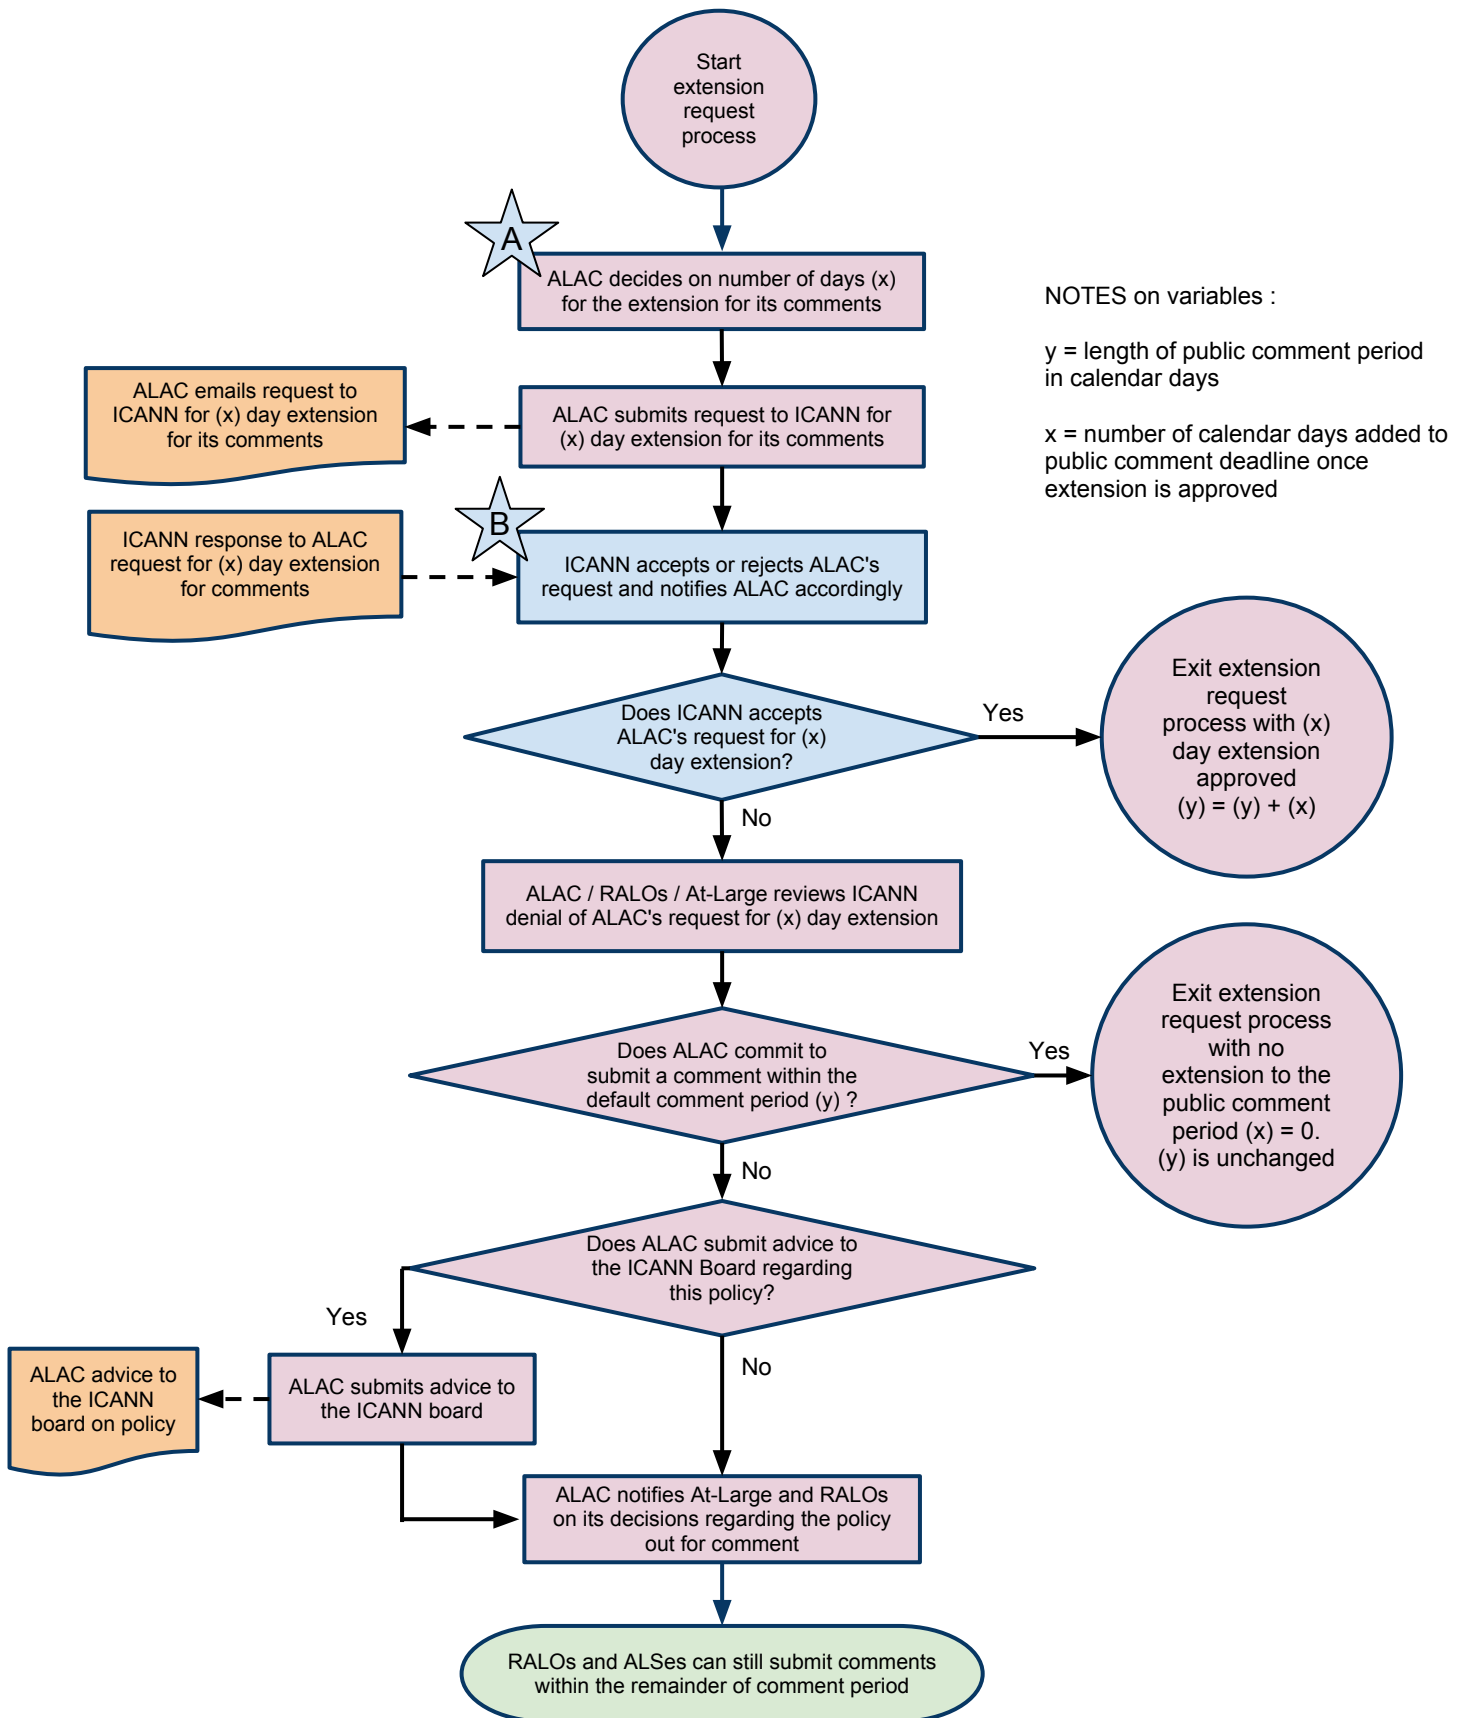 Start
extension
request
process
A
ALAC decides on number of days (x)
for the extension for its comments
NOTES on variables :
y = length of public comment period
in calendar days
x = number of calendar days added to
public comment deadline once
extension is approved
ALAC emails request to
ICANN for (x) day extension
for its comments
ALAC submits request to ICANN for
(x) day extension for its comments
ICANN response to ALAC
request for (x) day extension
for comments
B
ICANN accepts or rejects ALAC's
request and notifies ALAC accordingly
Does ICANN accepts
ALAC's request for (x)
day extension?
Yes
Exit extension
request
process with (x)
day extension
approved
(y) = (y) + (x)
No
ALAC / RALOs / At-Large reviews ICANN
denial of ALAC's request for (x) day extension
Does ALAC commit to
submit a comment within the
default comment period (y) ?
Yes
Exit extension
request process
with no
extension to the
public comment
period (x) = 0.
(y) is unchanged
No
Does ALAC submit advice to
the ICANN Board regarding
this policy?
Yes
No
ALAC advice to
the ICANN
board on policy
ALAC submits advice to
the ICANN board
ALAC notifies At-Large and RALOs
on its decisions regarding the policy
out for comment
RALOs and ALSes can still submit comments
within the remainder of comment period